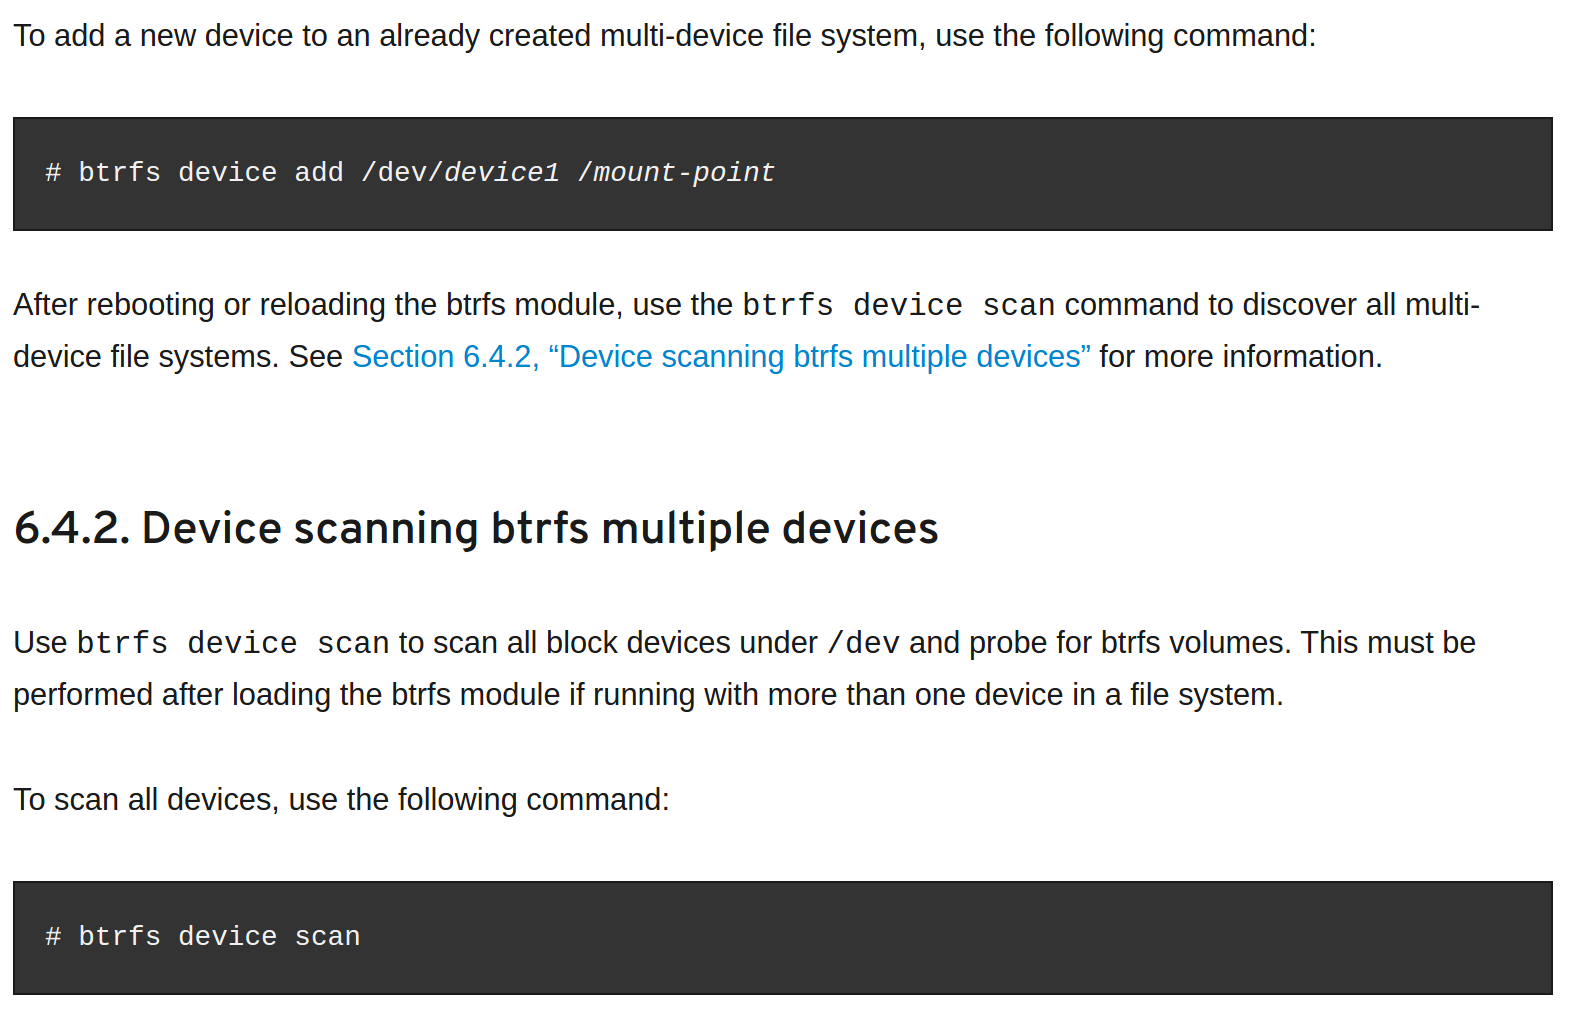 To add a new device to an already created multi-device file system, use the following command:
# btrfs device add /dev/device1 /mount-point
After rebooting or reloading the btrfs module, use the btrfs device scan command to discover all multi-
device file systems. See Section 6.4.2, “Device scanning btrfs multiple devices” for more information.
6.4.2. Device scanning btrfs multiple devices
Use btrfs device scan to scan all block devices under /dev and probe for btrfs volumes. This must be
performed after loading the btrfs module if running with more than one device in a file system.
To scan all devices, use the following command:
# btrfs device scan